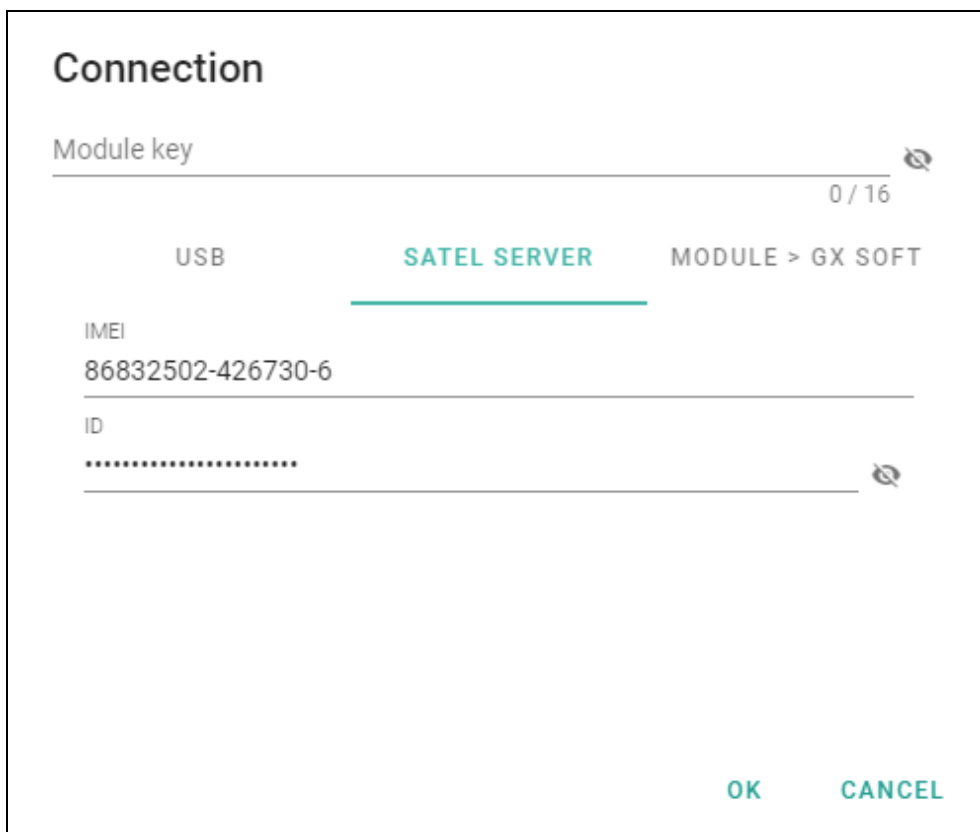 Connection
Module key
0 / 16
USB SATEL SERVER MODULE > GX SOFT
IMEI
86832502-426730-6
ID
•••••••••••••••••••••••
OK CANCEL